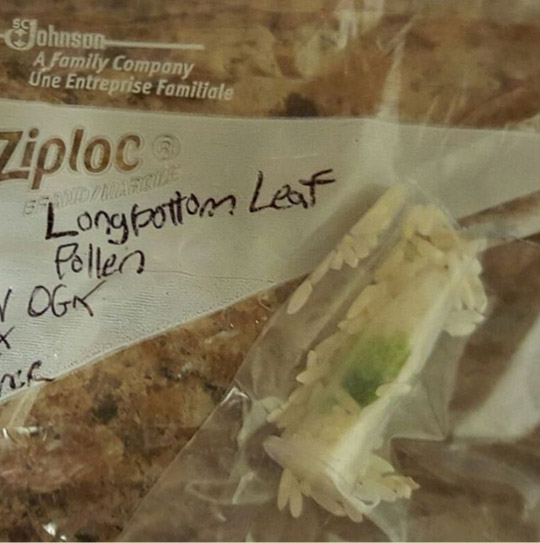 SC Johnson
A Family Company
Une Entreprise Familiale
Ziploc ®
Longbottom Leaf
Pollen
OGK